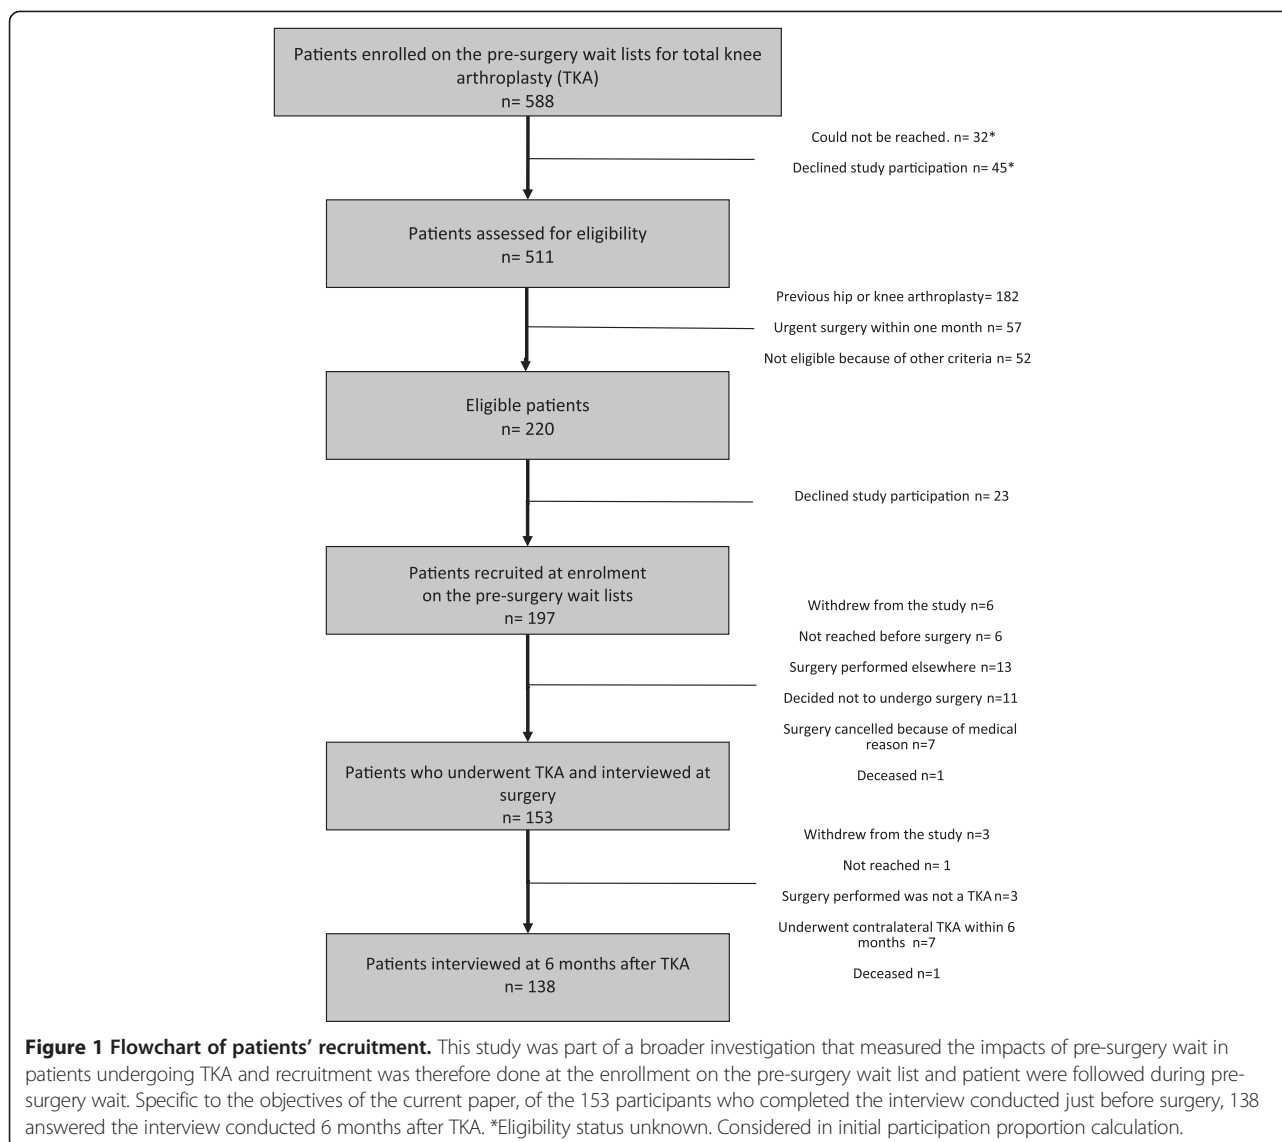 Patients enrolled on the pre-surgery wait lists for total knee
arthroplasty (TKA)
n= 588
Could not be reached. n= 32*
Declined study participation n= 45*
Patients assessed for eligibility
n= 511
Previous hip or knee arthroplasty= 182
Urgent surgery within one month n= 57
Not eligible because of other criteria n= 52
Eligible patients
n= 220
Declined study participation n= 23
Patients recruited at enrolment
on the pre-surgery wait lists
n= 197
Withdrew from the study n=6
Not reached before surgery n= 6
Surgery performed elsewhere n=13
Decided not to undergo surgery n=11
Surgery cancelled because of medical
reason n=7
Deceased n=1
Patients who underwent TKA and interviewed at
surgery
n= 153
Withdrew from the study n=3
Not reached n= 1
Surgery performed was not a TKA n=3
Underwent contralateral TKA within 6
months n=7
Deceased n=1
Patients interviewed at 6 months after TKA
n= 138
Figure 1 Flowchart of patients' recruitment. This study was part of a broader investigation that measured the impacts of pre-surgery wait in
patients undergoing TKA and recruitment was therefore done at the enrollment on the pre-surgery wait list and patient were followed during pre-
surgery wait. Specific to the objectives of the current paper, of the 153 participants who completed the interview conducted just before surgery, 138
answered the interview conducted 6 months after TKA. *Eligibility status unknown. Considered in initial participation proportion calculation.